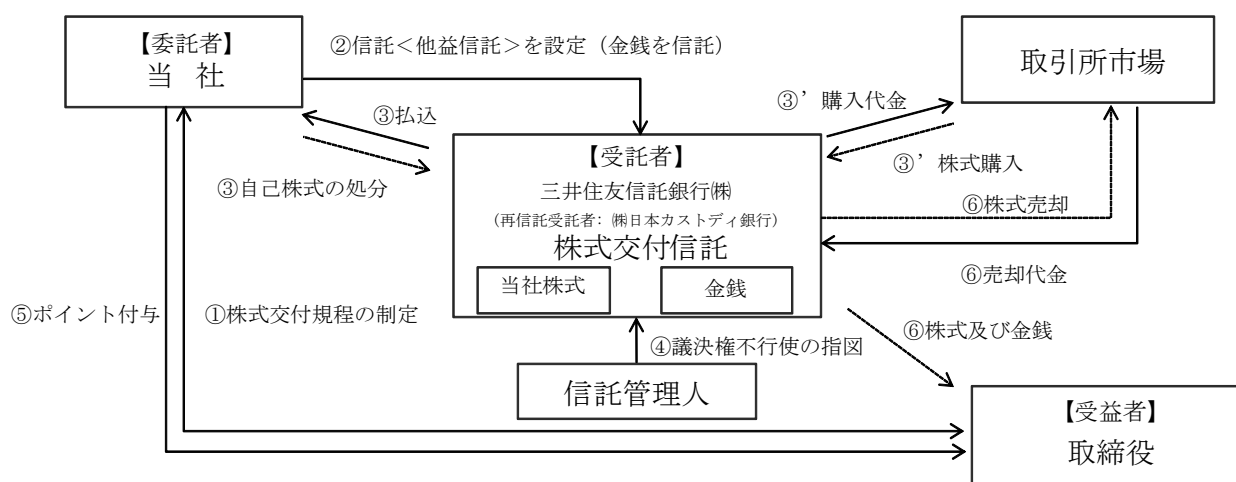 【委託者】
当 社
②信託＜他益信託＞を設定（金銭を信託）
取引所市場
③払込
③’購入代金
③自己株式の処分
③’株式購入
【受託者】
三井住友信託銀行㈱
(再信託受託者：㈱日本カストディ銀行)
株式交付信託
当社株式
金銭
⑥株式売却
⑥売却代金
⑤ポイント付与
①株式交付規程の制定
⑥株式及び金銭
④議決権不行使の指図
信託管理人
【受益者】
取締役